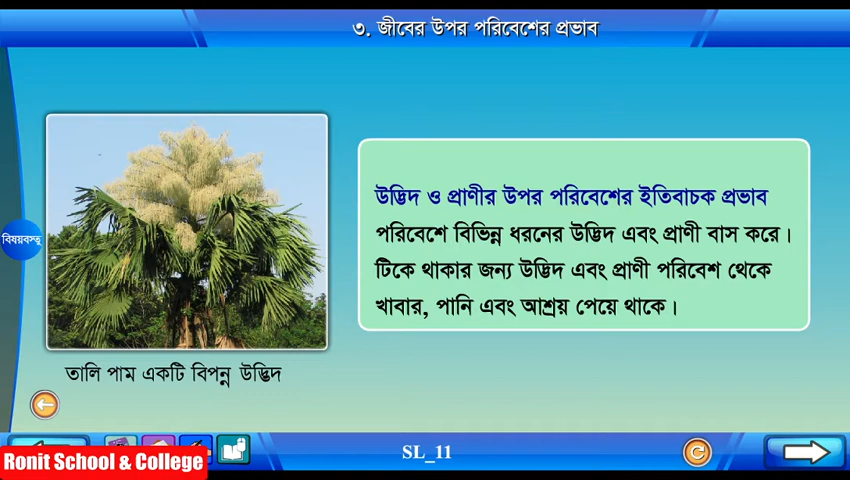 ৩. জীবের উপর পরিবেশের প্রভাব
উদ্ভিদ ও প্রাণীর উপর পরিবেশের ইতিবাচক প্রভাব
পরিবেশে বিভিন্ন ধরনের উদ্ভিদ এবং প্রাণী বাস করে।
টিকে থাকার জন্য উদ্ভিদ এবং প্রাণী পরিবেশ থেকে
খাবার, পানি এবং আশ্রয় পেয়ে থাকে।
বিষয়বস্তু
তালি পাম একটি বিপন্ন উদ্ভিদ
SL_11
Ronit School & College